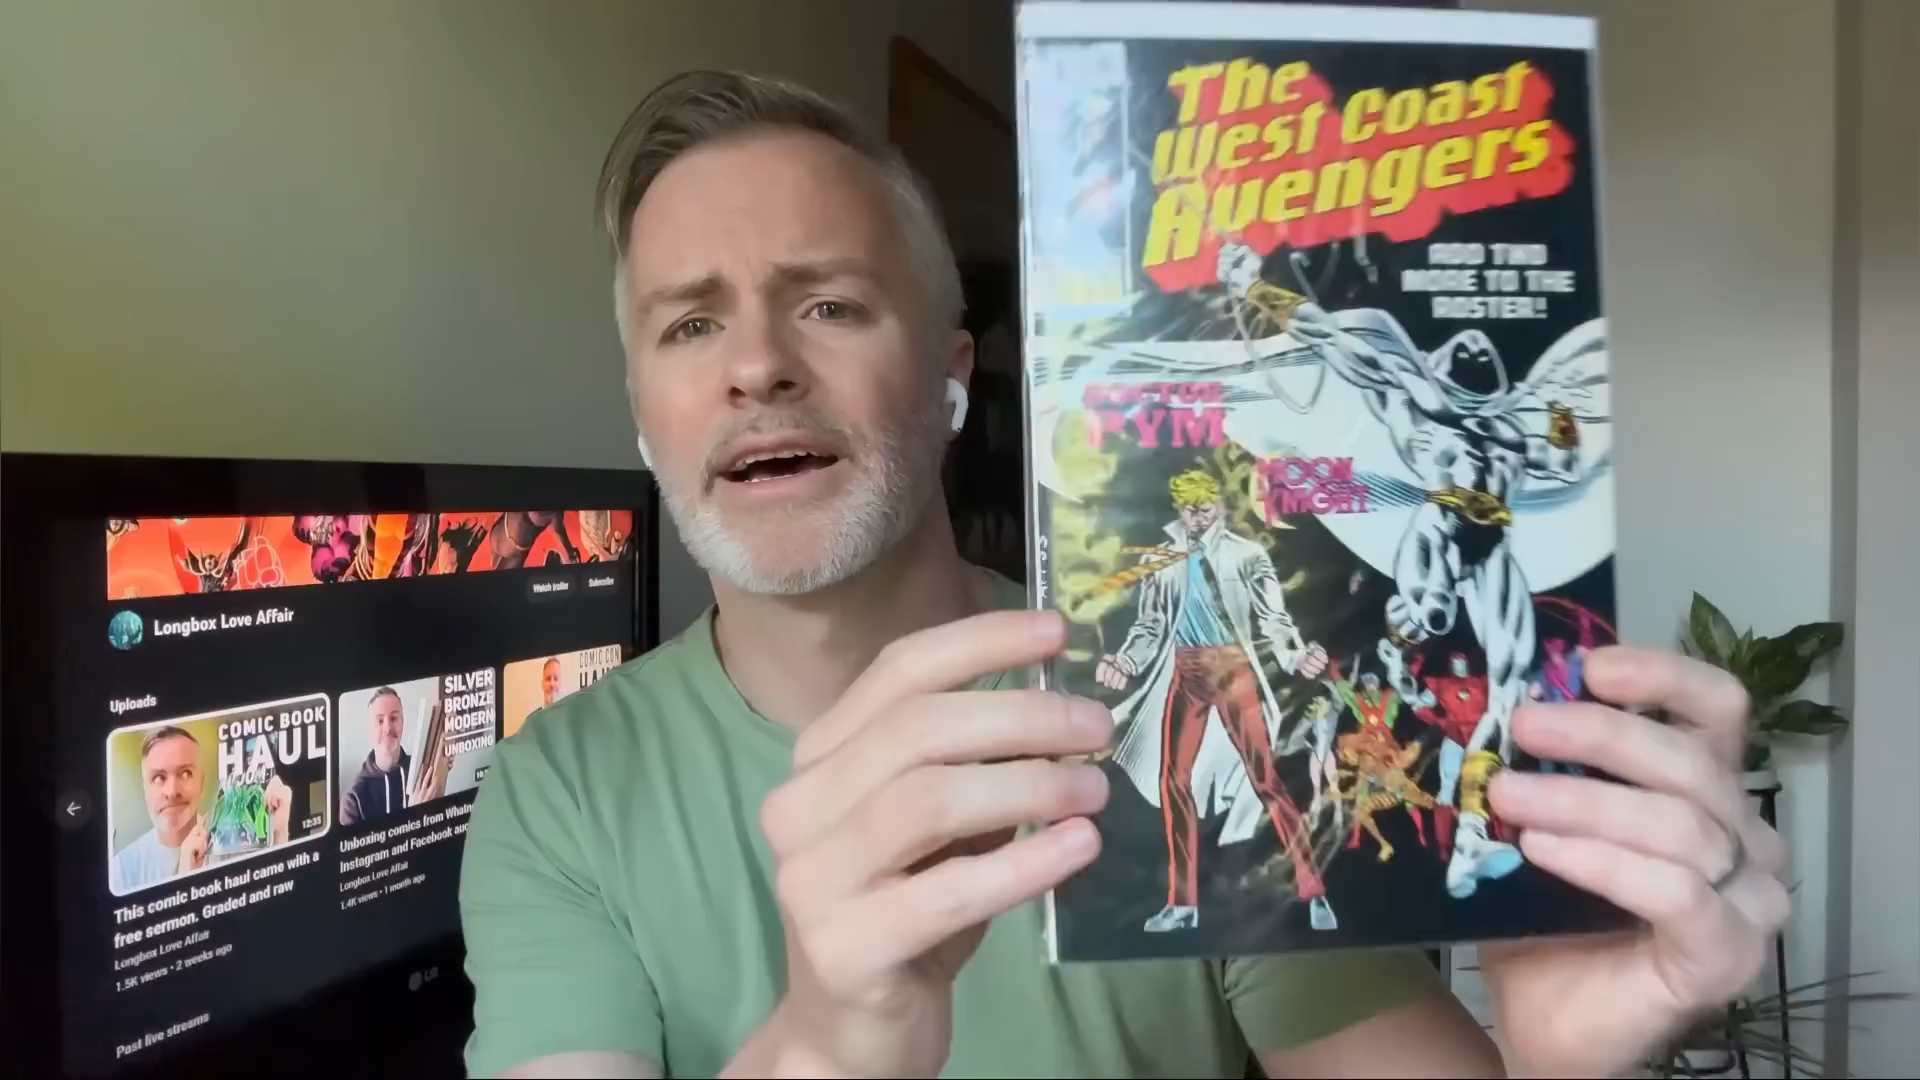 The
West Coast
Avengers
ADD TWO
MORE TO THE
ROSTER!
DOCTOR
PYM
MOON
KNIGHT
Watch trailer
Subscribe
Longbox Love Affair
Uploads
COMIC BOOK
HAUL
12:35
SILVER
BRONZE
MODERN
UNBOXING
COMIC CON
This comic book haul came with a
free sermon. Graded and raw
Longbox Love Affair
1.5K views • 2 weeks ago
Unboxing comics from
Instagram and Facebook
Longbox Love Affair
1.4K views • 1 month ago
Past live streams
LG